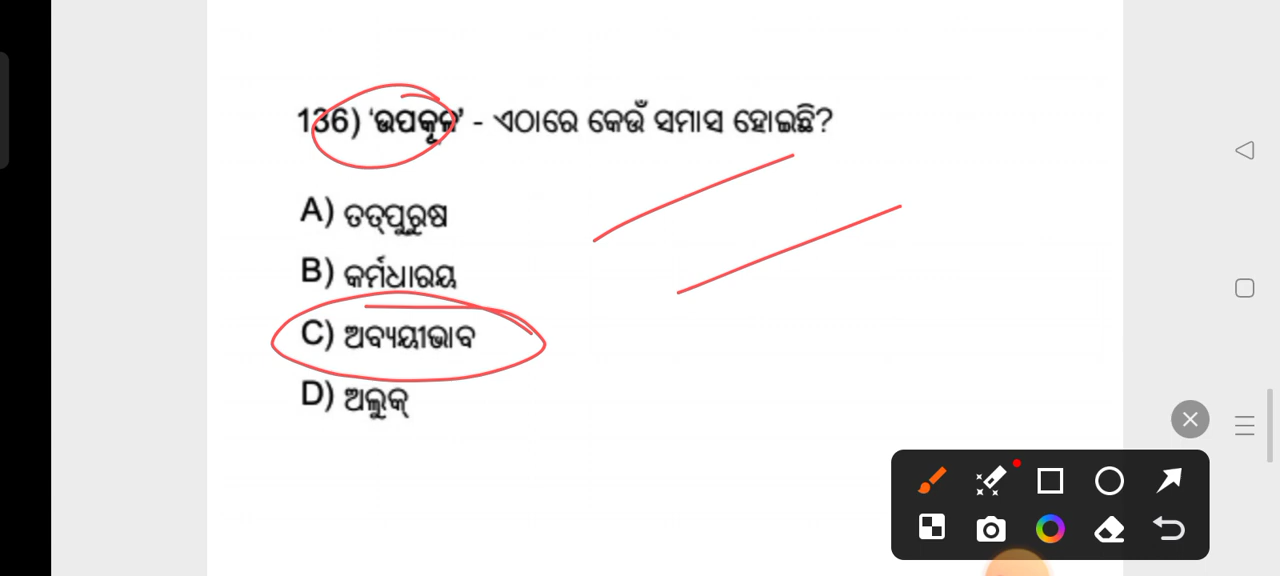 136) ‘ଉପକୂଳ’ - ଏଠାରେ କେଉଁ ସମାସ ହୋଇଛି?
A) ତତ୍ପୁରୁଷ
B) କର୍ମଧାରୟ
C) ଅବ୍ୟୟୀଭାବ
D) ଅଲୁକ୍